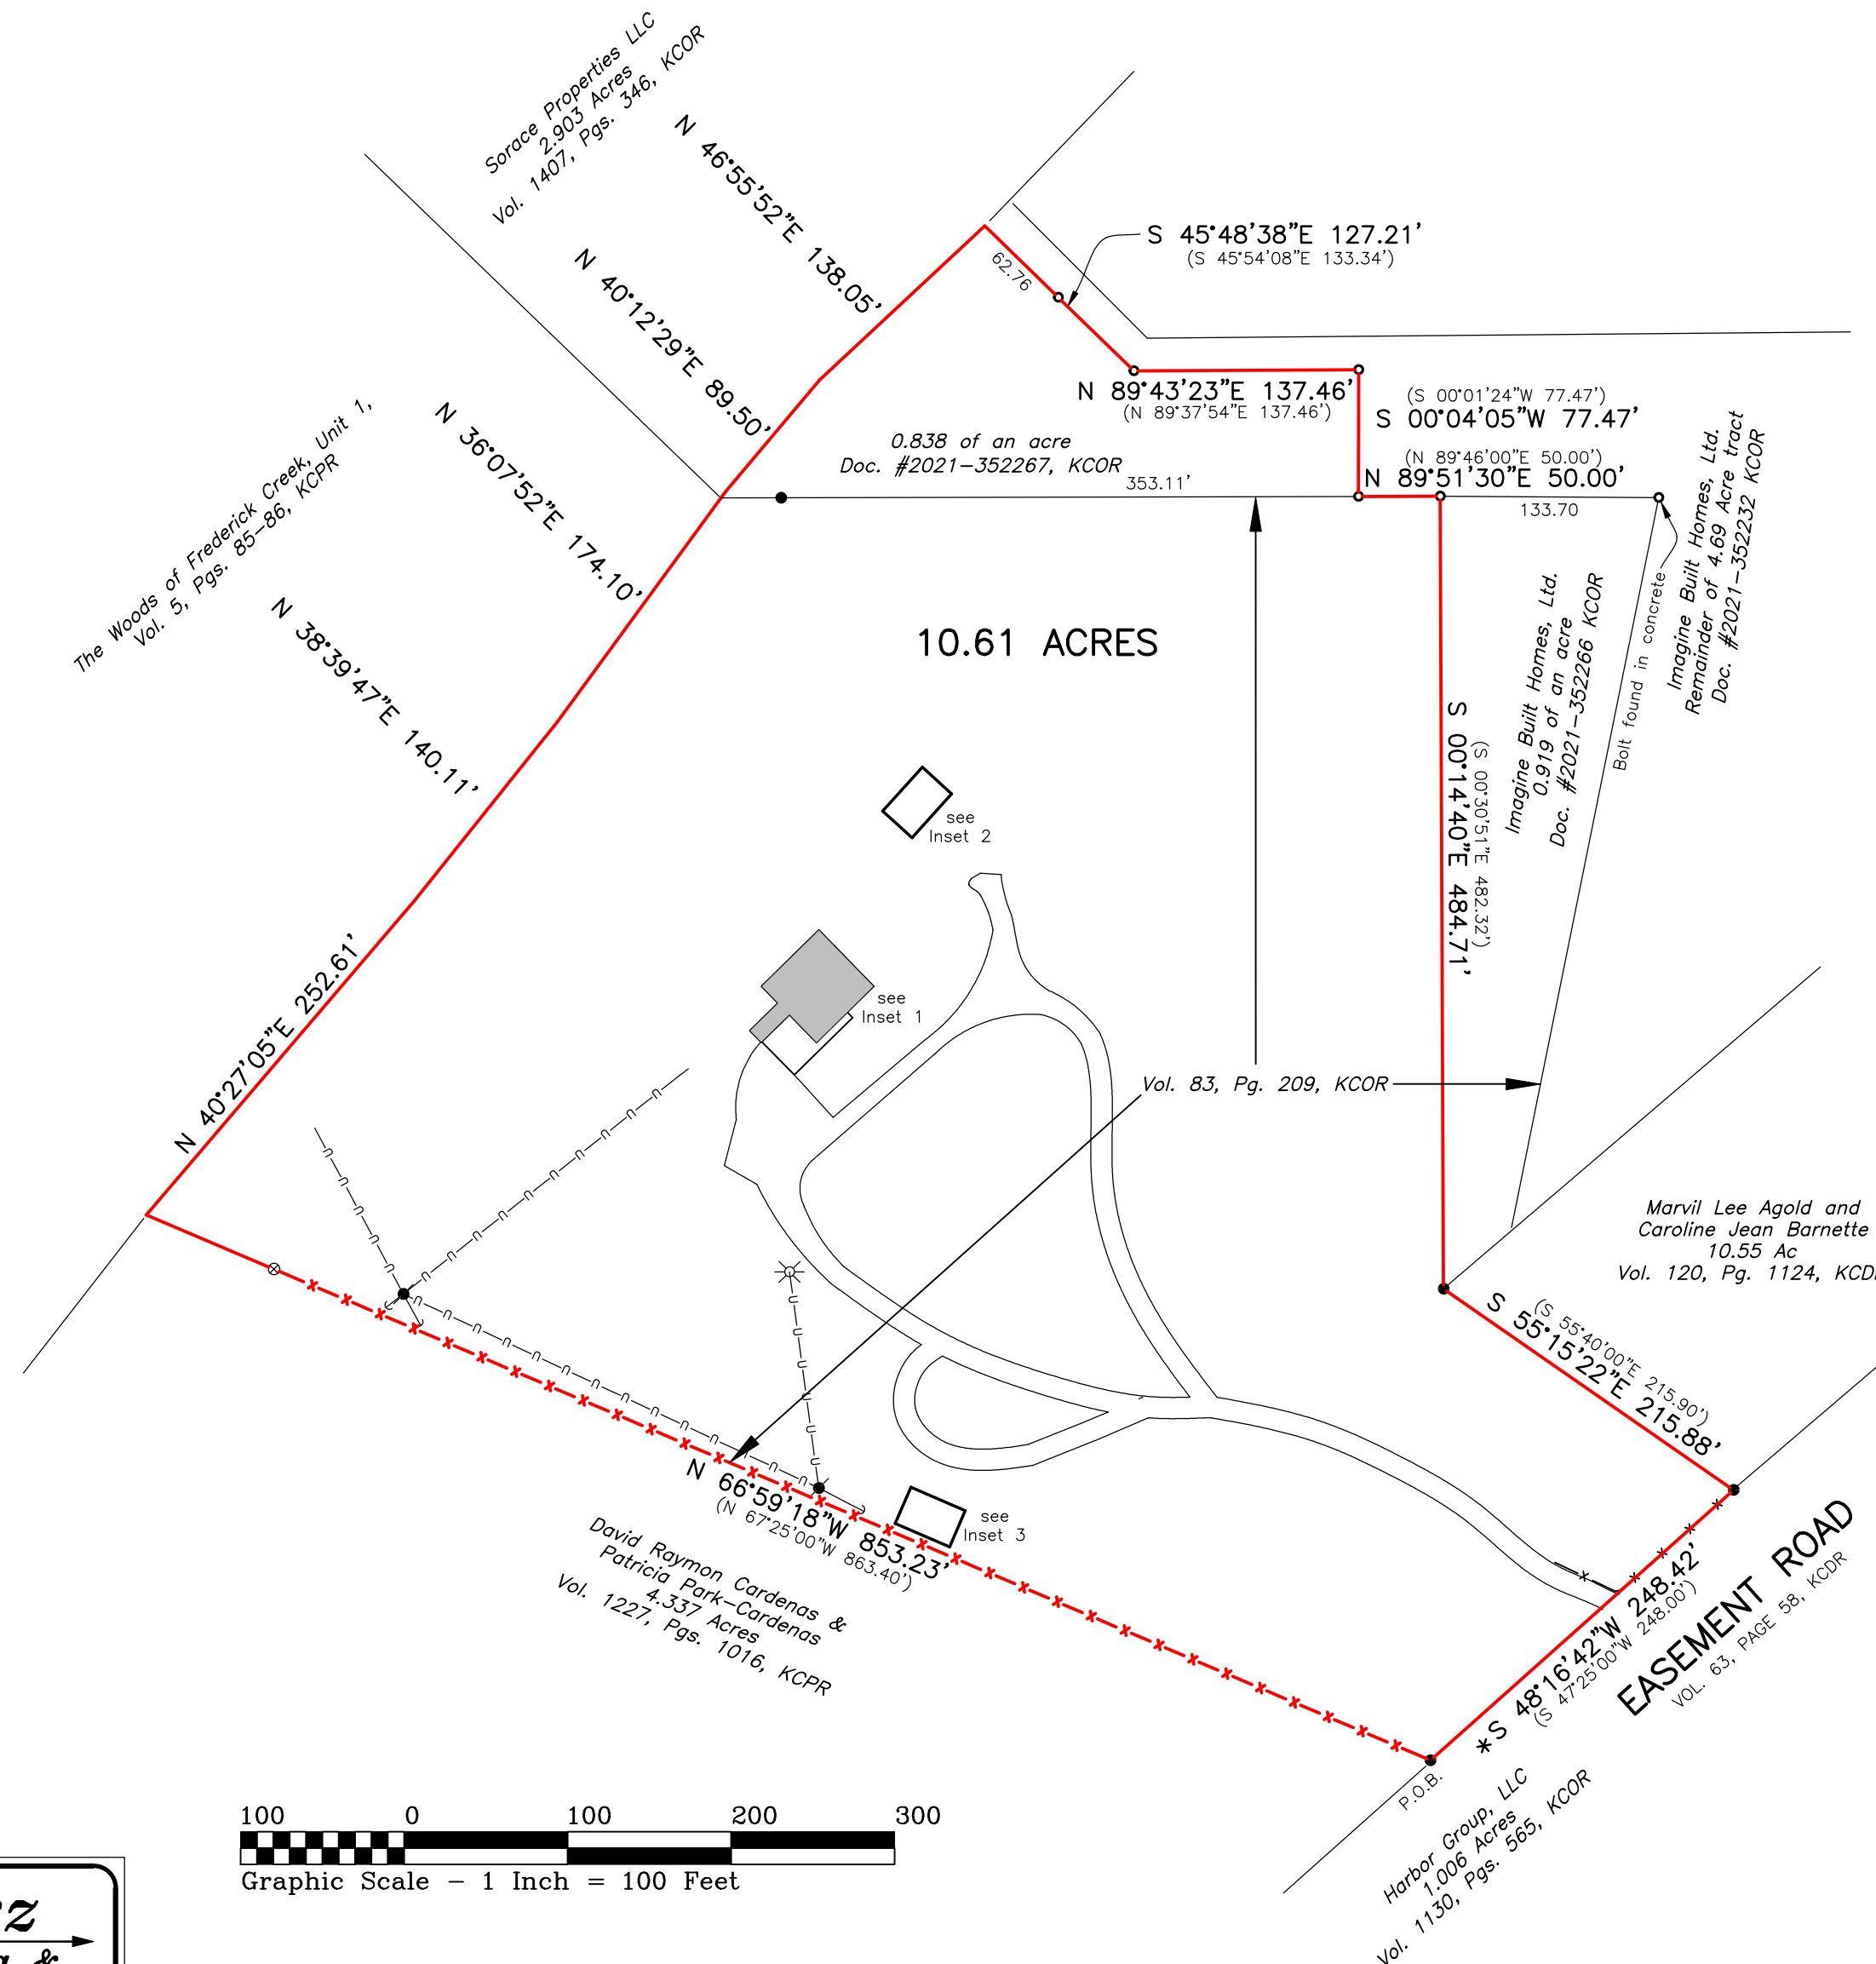 Sorace Properties LLC
2.903 Acres
Vol. 1407, Pgs. 346, KCOR
N 46°55'52"E 138.05'
N 40°12'29"E 89.50'
The Woods of Frederick Creek, Unit 1,
Vol. 5, Pgs. 85-86, KCPR
N 36°07'52"E 174.10'
N 38°39'47"E 140.11'
N 40°27'05"E 252.61'
62.76
S 45°48'38"E 127.21'
(S 45°54'08"E 133.34')
N 89°43'23"E 137.46'
(N 89°37'54"E 137.46')
(S 00°01'24"W 77.47')
S 00°04'05"W 77.47'
(N 89°46'00"E 50.00')
N 89°51'30"E 50.00'
0.838 of an acre
Doc. #2021-352267, KCOR
353.11'
133.70
Imagine Built Homes, Ltd.
Remainder of 4.69 Acre tract
Doc. #2021-352232 KCOR
Bolt found in concrete
Imagine Built Homes, Ltd.
0.919 of an acre
Doc. #2021-352266 KCOR
10.61 ACRES
(S 00°30'51"E 482.32')
S 00°14'40"E 484.71'
see
Inset 2
see
Inset 1
Vol. 83, Pg. 209, KCOR
Marvil Lee Agold and
Caroline Jean Barnette
10.55 Ac
Vol. 120, Pg. 1124, KCD
(S 55°40'00"E 215.90')
S 55°15'22"E 215.88'
N 66°59'18"W 853.23'
(N 67°25'00"W 863.40')
see
Inset 3
David Raymon Cardenas &
Patricia Park-Cardenas
4.337 Acres
Vol. 1227, Pgs. 1016, KCPR
*S 48°16'42"W 248.42'
(S 47°25'00"W 248.00')
EASEMENT ROAD
VOL. 63, PAGE 58, KCDR
P.O.B.
Harbor Group, LLC
1.006 Acres
Vol. 1130, Pgs. 565, KCOR
100 0 100 200 300
Graphic Scale - 1 Inch = 100 Feet
z
&